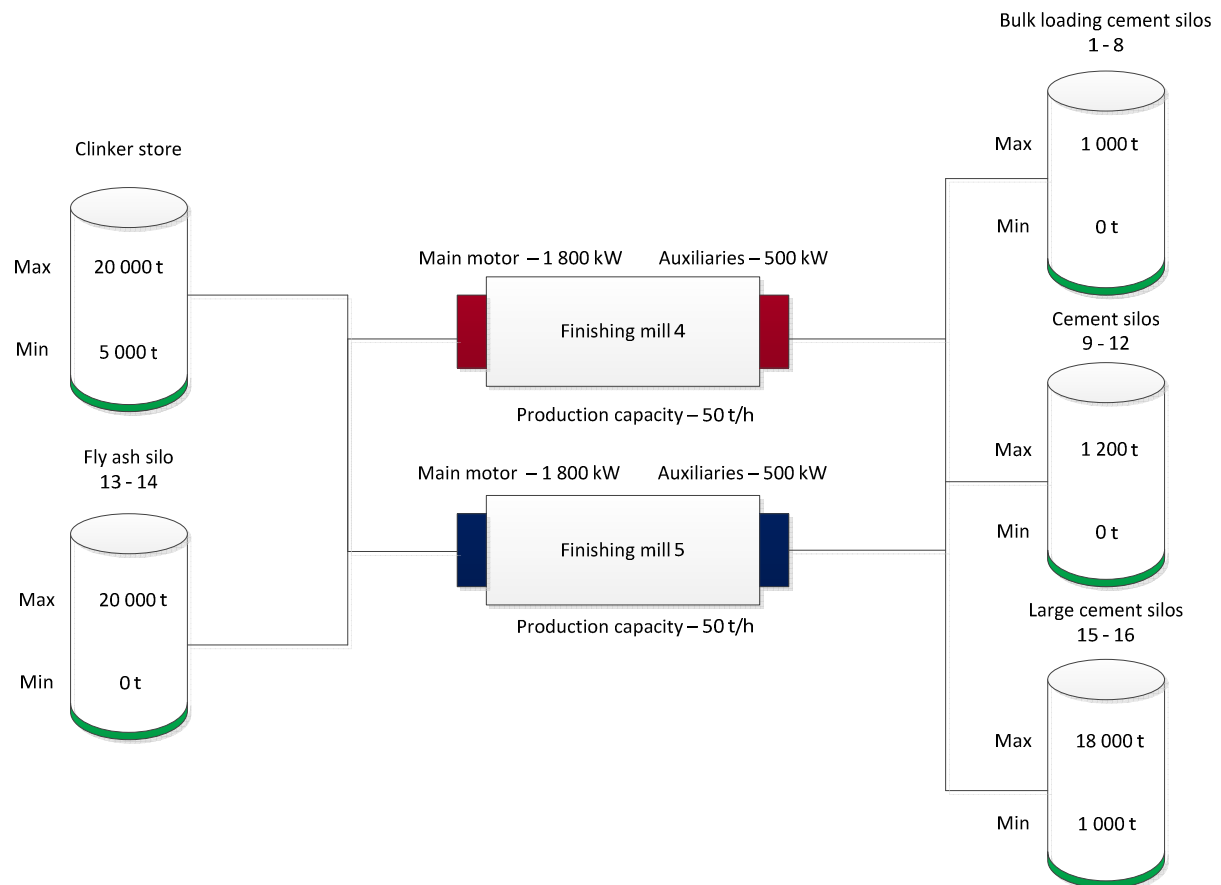 Clinker store
Max 20 000 t
Min 5 000 t
Fly ash silo
13 - 14
Max 20 000 t
Min 0 t
Main motor – 1 800 kW Auxiliaries – 500 kW
Finishing mill 4
Production capacity – 50 t/h
Main motor – 1 800 kW Auxiliaries – 500 kW
Finishing mill 5
Production capacity – 50 t/h
Bulk loading cement silos
1 - 8
Max 1 000 t
Min 0 t
Cement silos
9 - 12
Max 1 200 t
Min 0 t
Large cement silos
15 - 16
Max 18 000 t
Min 1 000 t